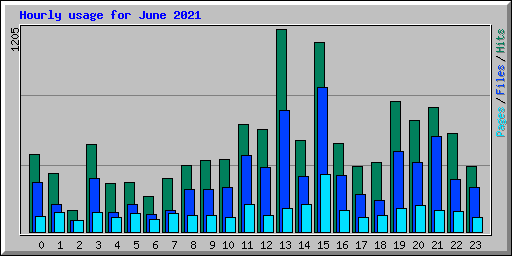 Hourly usage for June 2021
1205
Pages/Files/Hits
0 1 2 3 4 5 6 7 8 9 10 11 12 13 14 15 16 17 18 19 20 21 22 23